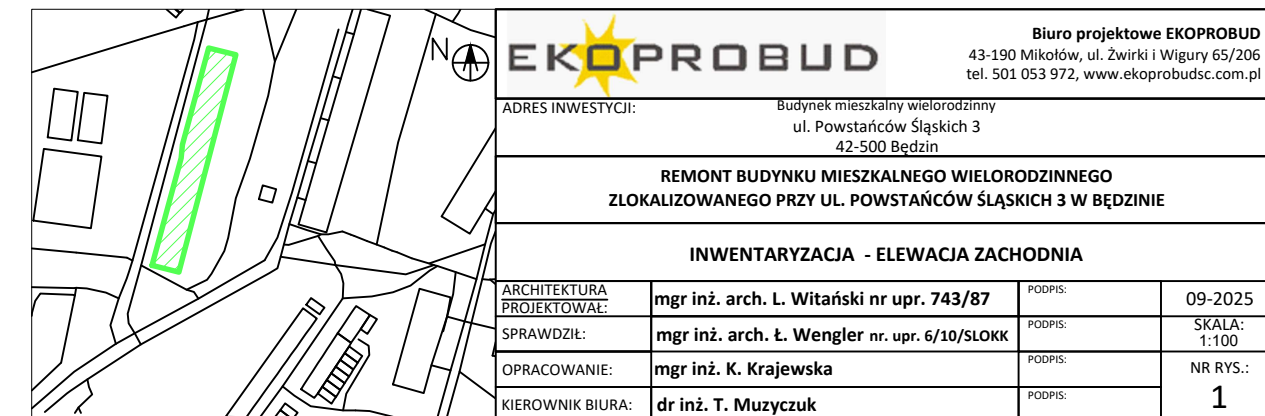 N
EKOPROBUD
Biuro projektowe EKOPROBUD
43-190 Mikołów, ul. Żwirki i Wigury 65/206
tel. 501 053 972, www.ekoprobudsc.com.pl
ADRES INWESTYCJI:
Budynek mieszkalny wielorodzinny
ul. Powstańców Śląskich 3
42-500 Będzin
REMONT BUDYNKU MIESZKALNEGO WIELORODZINNEGO
ZLOKALIZOWANEGO PRZY UL. POWSTAŃCÓW ŚLĄSKICH 3 W BĘDZINIE
INWENTARYZACJA - ELEWACJA ZACHODNIA
ARCHITEKTURA
PROJEKTOWAŁ:
mgr inż. arch. L. Witański nr upr. 743/87
PODPIS:
09-2025
SPRAWDZIŁ:
mgr inż. arch. Ł. Wengler nr. upr. 6/10/SLOKK
PODPIS:
SKALA:
1:100
OPRACOWANIE:
mgr inż. K. Krajewska
PODPIS:
NR RYS.:
1
KIEROWNIK BIURA:
dr inż. T. Muzyczuk
PODPIS: